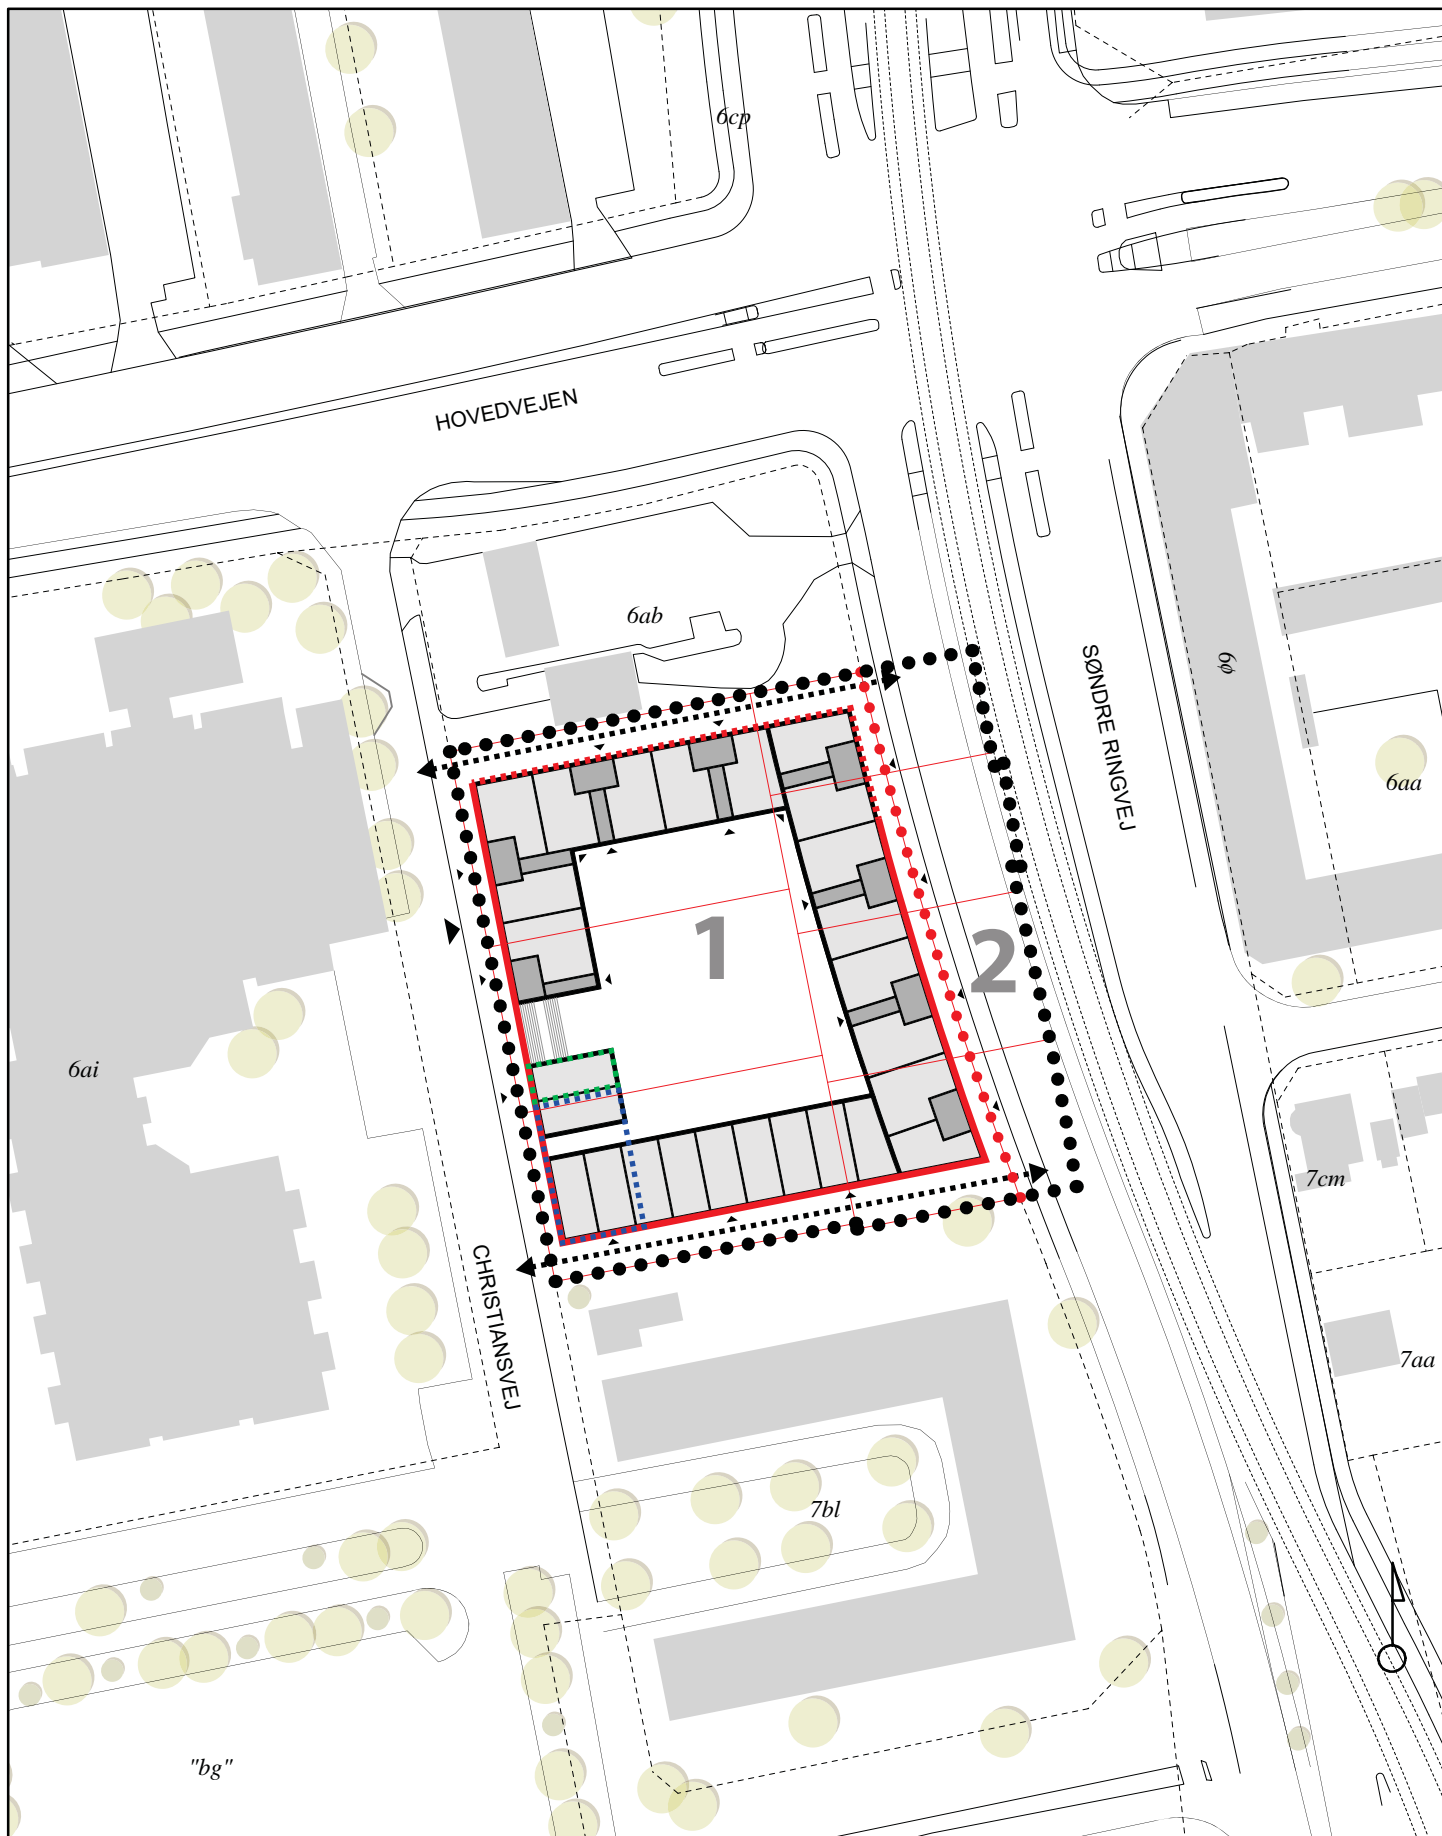 6cp
HOVEDVEJEN
6ab
SØNDRE RINGVEJ
6ø
6aa
1
2
6ai
7cm
CHRISTIANSVEJ
7aa
7bl
"bg"